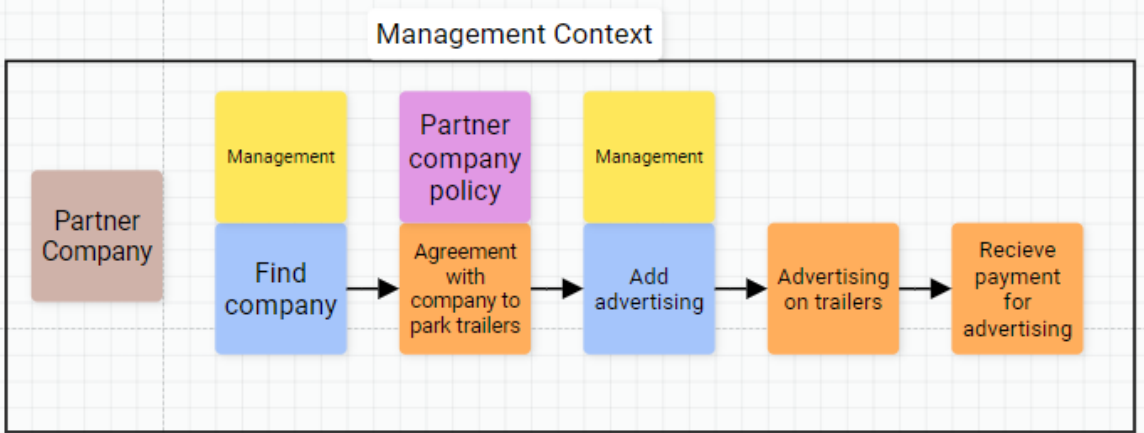 Management Context
Partner
Company
Management
Find
company
Partner
company
policy
Agreement
with
company to
park trailers
Management
Add
advertising
Advertising
on trailers
Recieve
payment
for
advertising